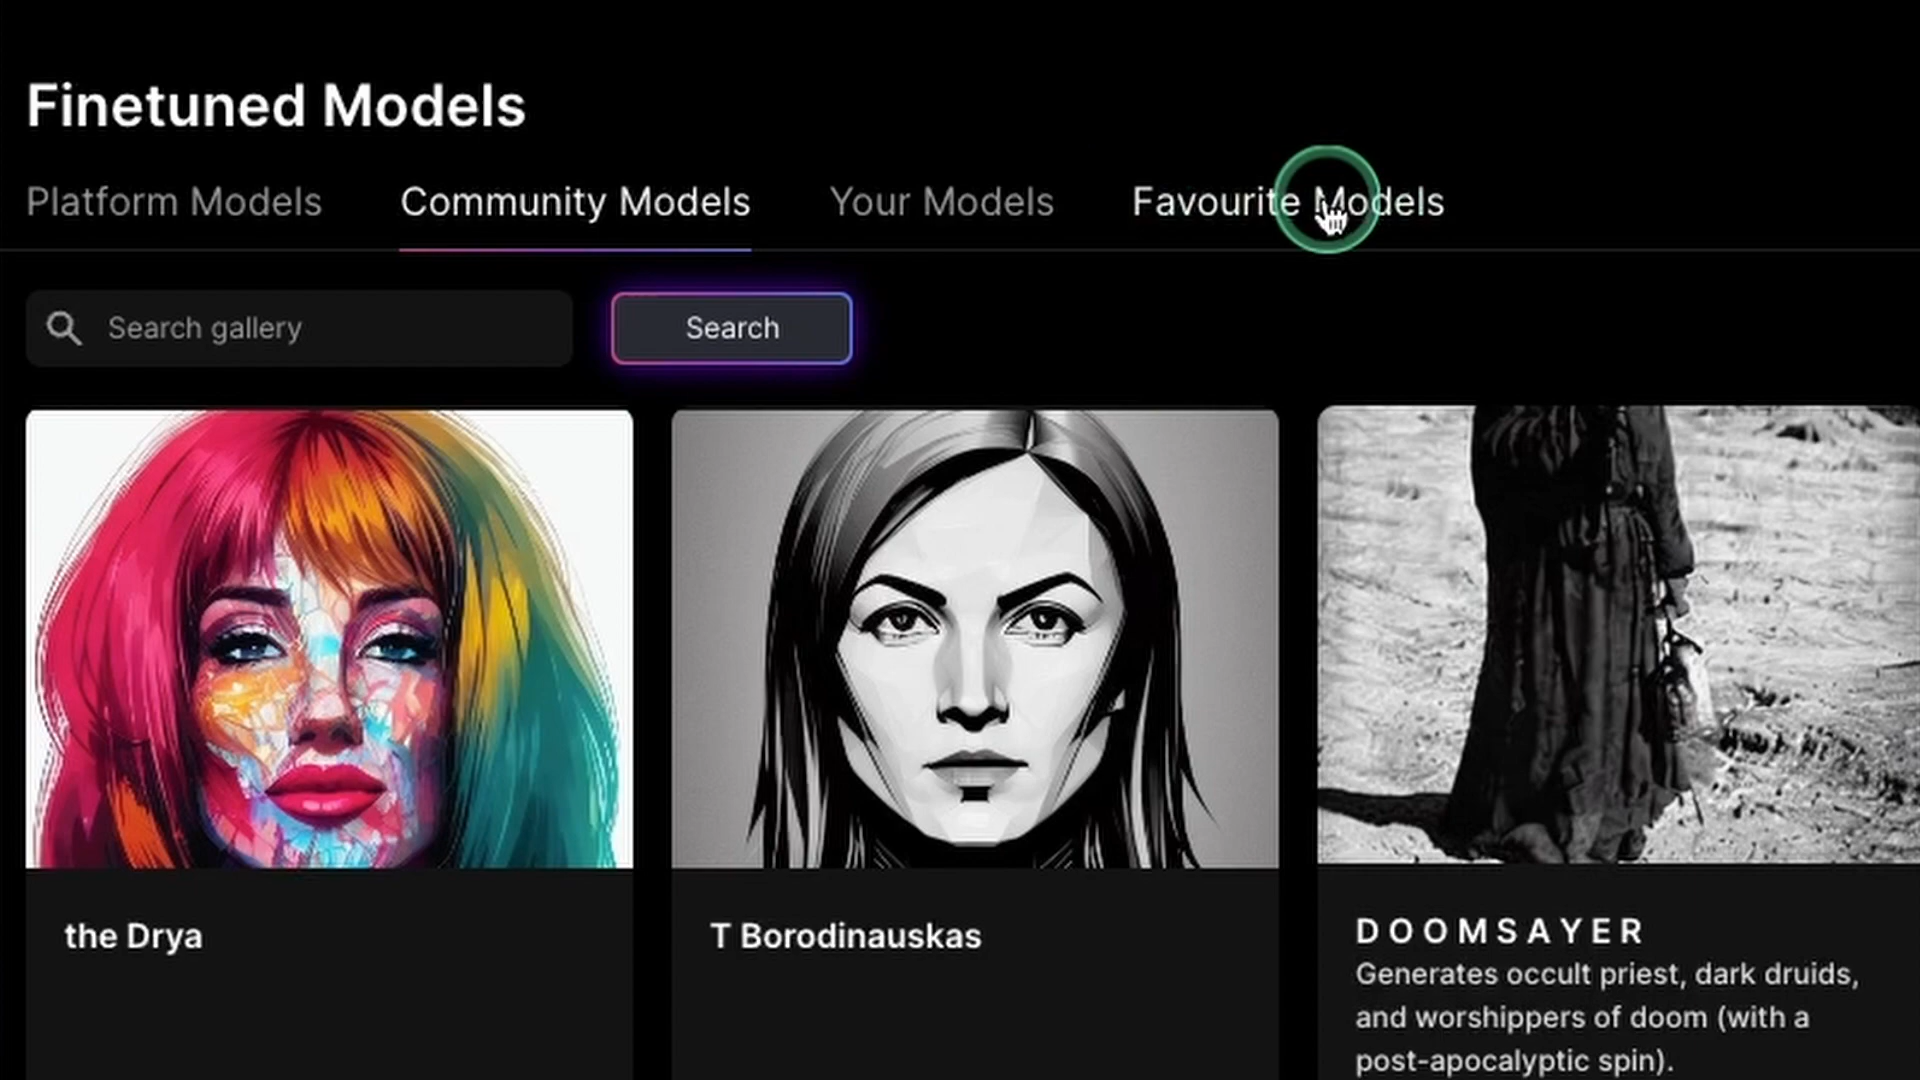 Finetuned Models
Platform Models Community Models Your Models Favourite Models
Search gallery Search
the Drya
T Borodinauskas
DOOMSAYER
Generates occult priest, dark druids,
and worshippers of doom (with a
post-apocalyptic spin).